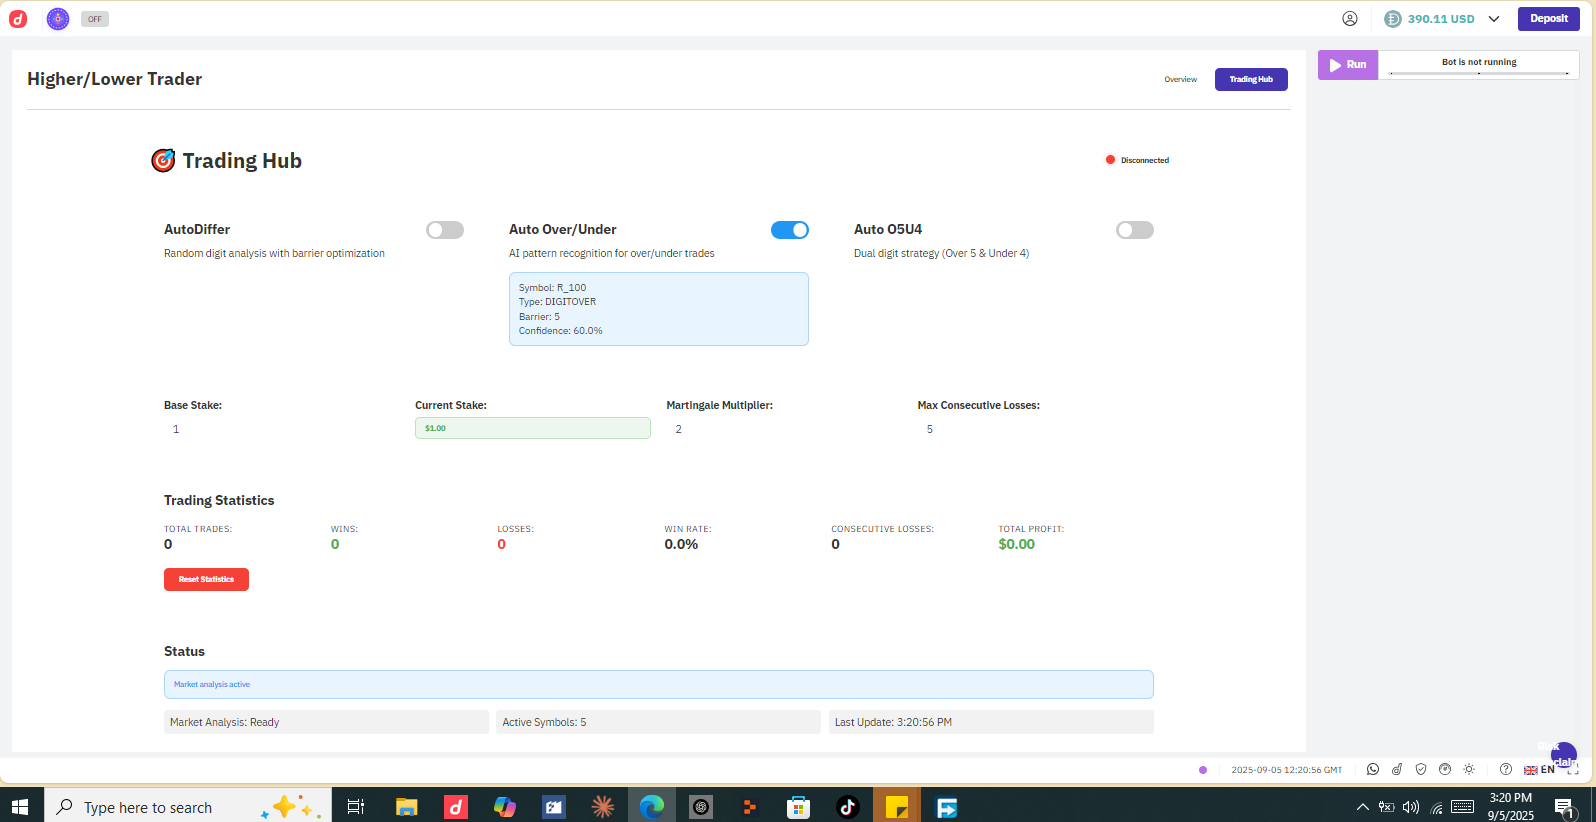 OFF
390.11 USD
Deposit
Higher/Lower Trader
Overview
Trading Hub
Run
Bot is not running
Trading Hub
Disconnected
AutoDiffer
Random digit analysis with barrier optimization
Auto Over/Under
AI pattern recognition for over/under trades
Symbol: R_100
Type: DIGITOVER
Barrier: 5
Confidence: 60.0%
Auto O5U4
Dual digit strategy (Over 5 & Under 4)
Base Stake:
1
Current Stake:
$1.00
Martingale Multiplier:
2
Max Consecutive Losses:
5
Trading Statistics
TOTAL TRADES:
0
WINS:
0
LOSSES:
0
WIN RATE:
0.0%
CONSECUTIVE LOSSES:
0
TOTAL PROFIT:
$0.00
Reset Statistics
Status
Market analysis active
Market Analysis: Ready
Active Symbols: 5
Last Update: 3:20:56 PM
2025-09-05 12:20:56 GMT
EN
Type here to search
3:20 PM
9/5/2025
1